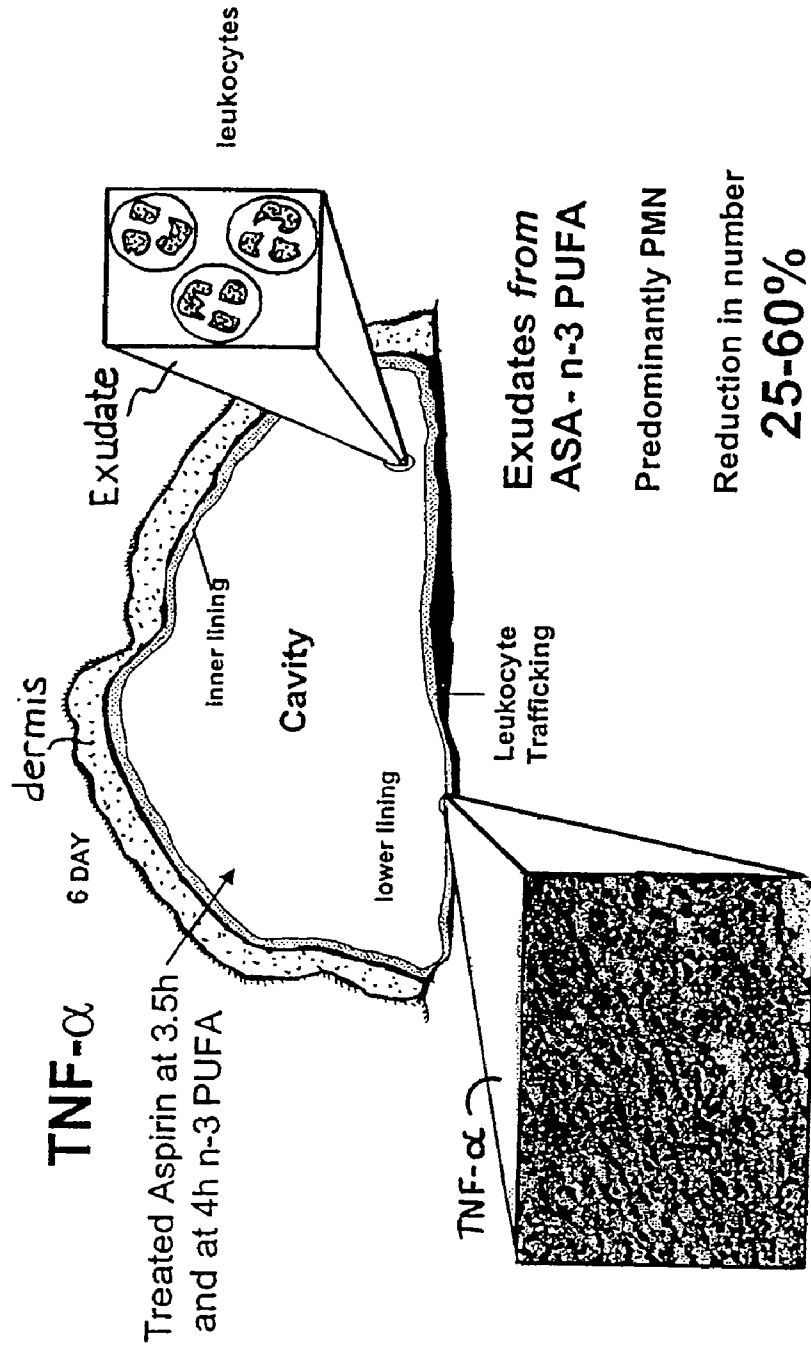 TNF-α
Treated Aspirin at 3.5h
and at 4h n-3 PUFA
6 DAY
dermis
Exudate
leukocytes
inner lining
Cavity
lower lining
Leukocyte
Trafficking
TNF-α
Exudates from
ASA - n-3 PUFA
Predominantly PMN
Reduction in number
25-60%